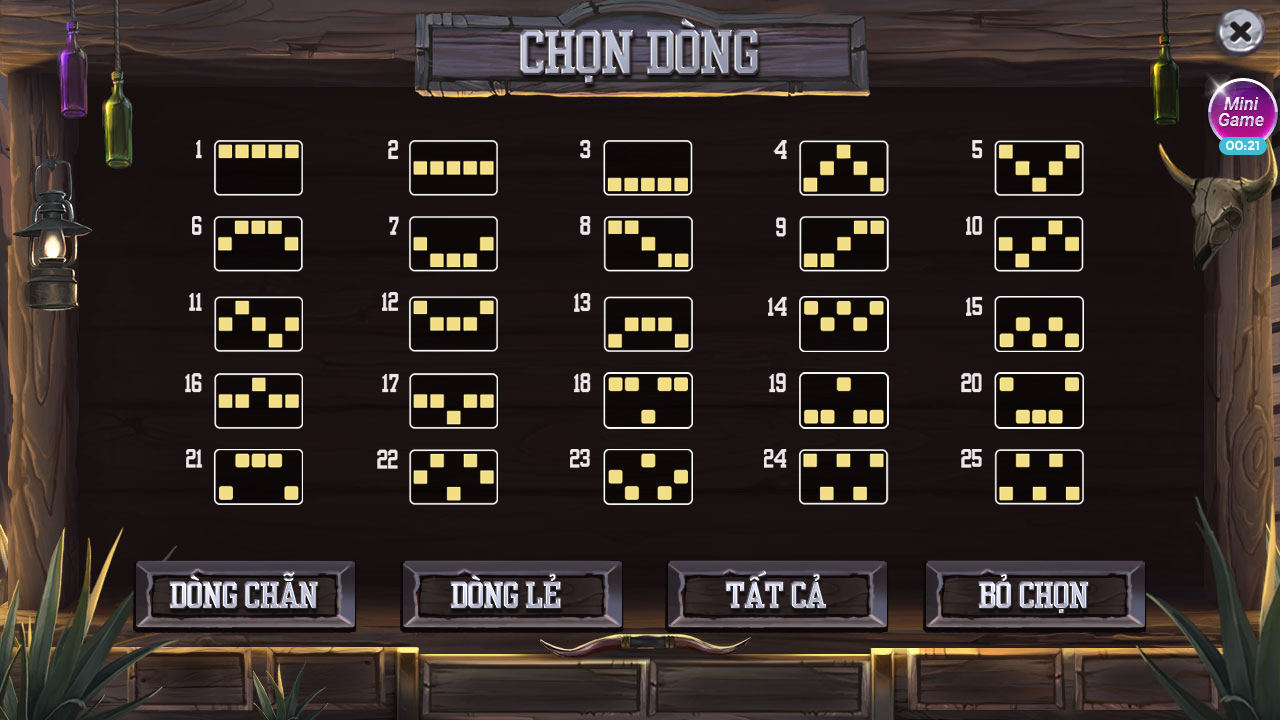 CHỌN DÒNG
Mini
Game
00:21
1 2 3 4 5
6 7 8 9 10
11 12 13 14 15
16 17 18 19 20
21 22 23 24 25
DÒNG CHẴN DÒNG LẺ TẤT CẢ BỎ CHỌN